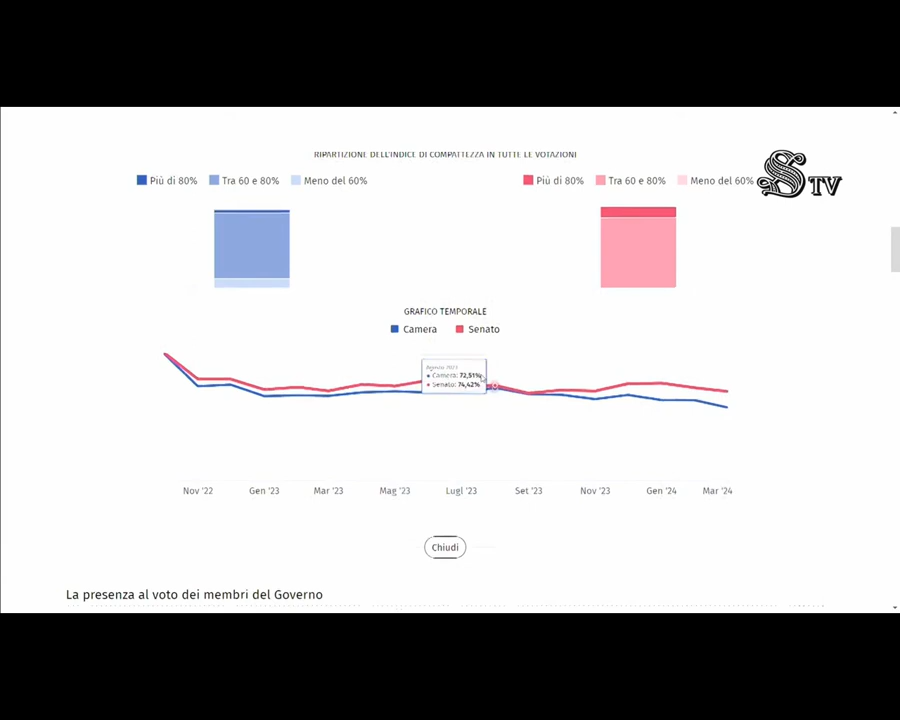 RIPARTIZIONE DELL'INDICE DI COMPATTEZZA IN TUTTE LE VOTAZIONI
Più di 80% Tra 60 e 80% Meno del 60%
Più di 80% Tra 60 e 80% Meno del 60%
STV
GRAFICO TEMPORALE
Camera Senato
Agosto 2023
Camera: 72,51%
Senato: 74,42%
Nov '22 Gen '23 Mar '23 Mag '23 Lugl '23 Set '23 Nov '23 Gen '24 Mar '24
Chiudi
La presenza al voto dei membri del Governo